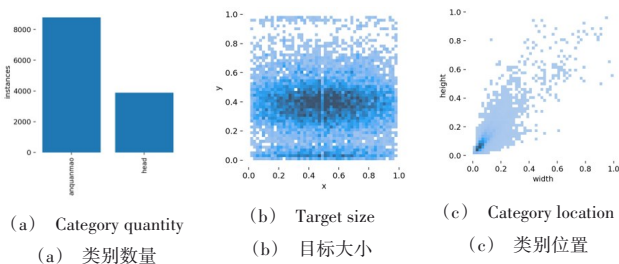 8000
6000
4000
2000
0
instances
anquanmao
head
1.0
0.8
0.6
0.4
0.2
0.0
y
0.0 0.2 0.4 0.6 0.8 1.0
x
1.0
0.8
0.6
0.4
0.2
0.0
height
0.0 0.2 0.4 0.6 0.8 1.0
width
(a) Category quantity
(a) 类别数量
(b) Target size
(b) 目标大小
(c) Category location
(c) 类别位置